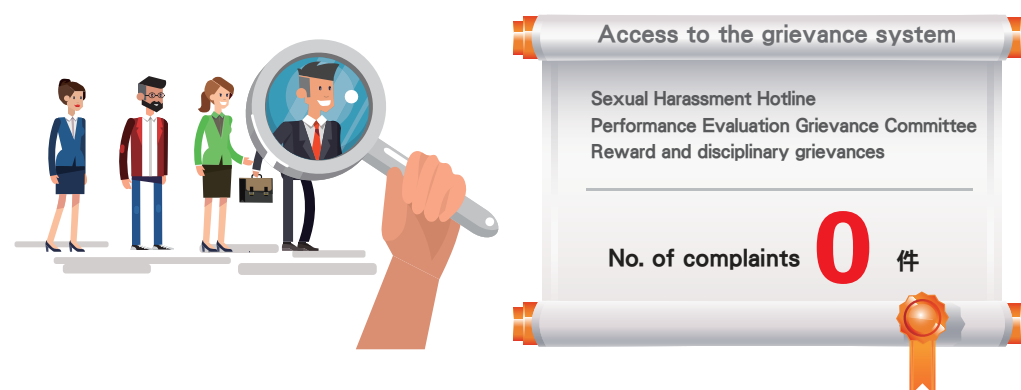 Access to the grievance system
Sexual Harassment Hotline
Performance Evaluation Grievance Committee
Reward and disciplinary grievances
No. of complaints 0 件